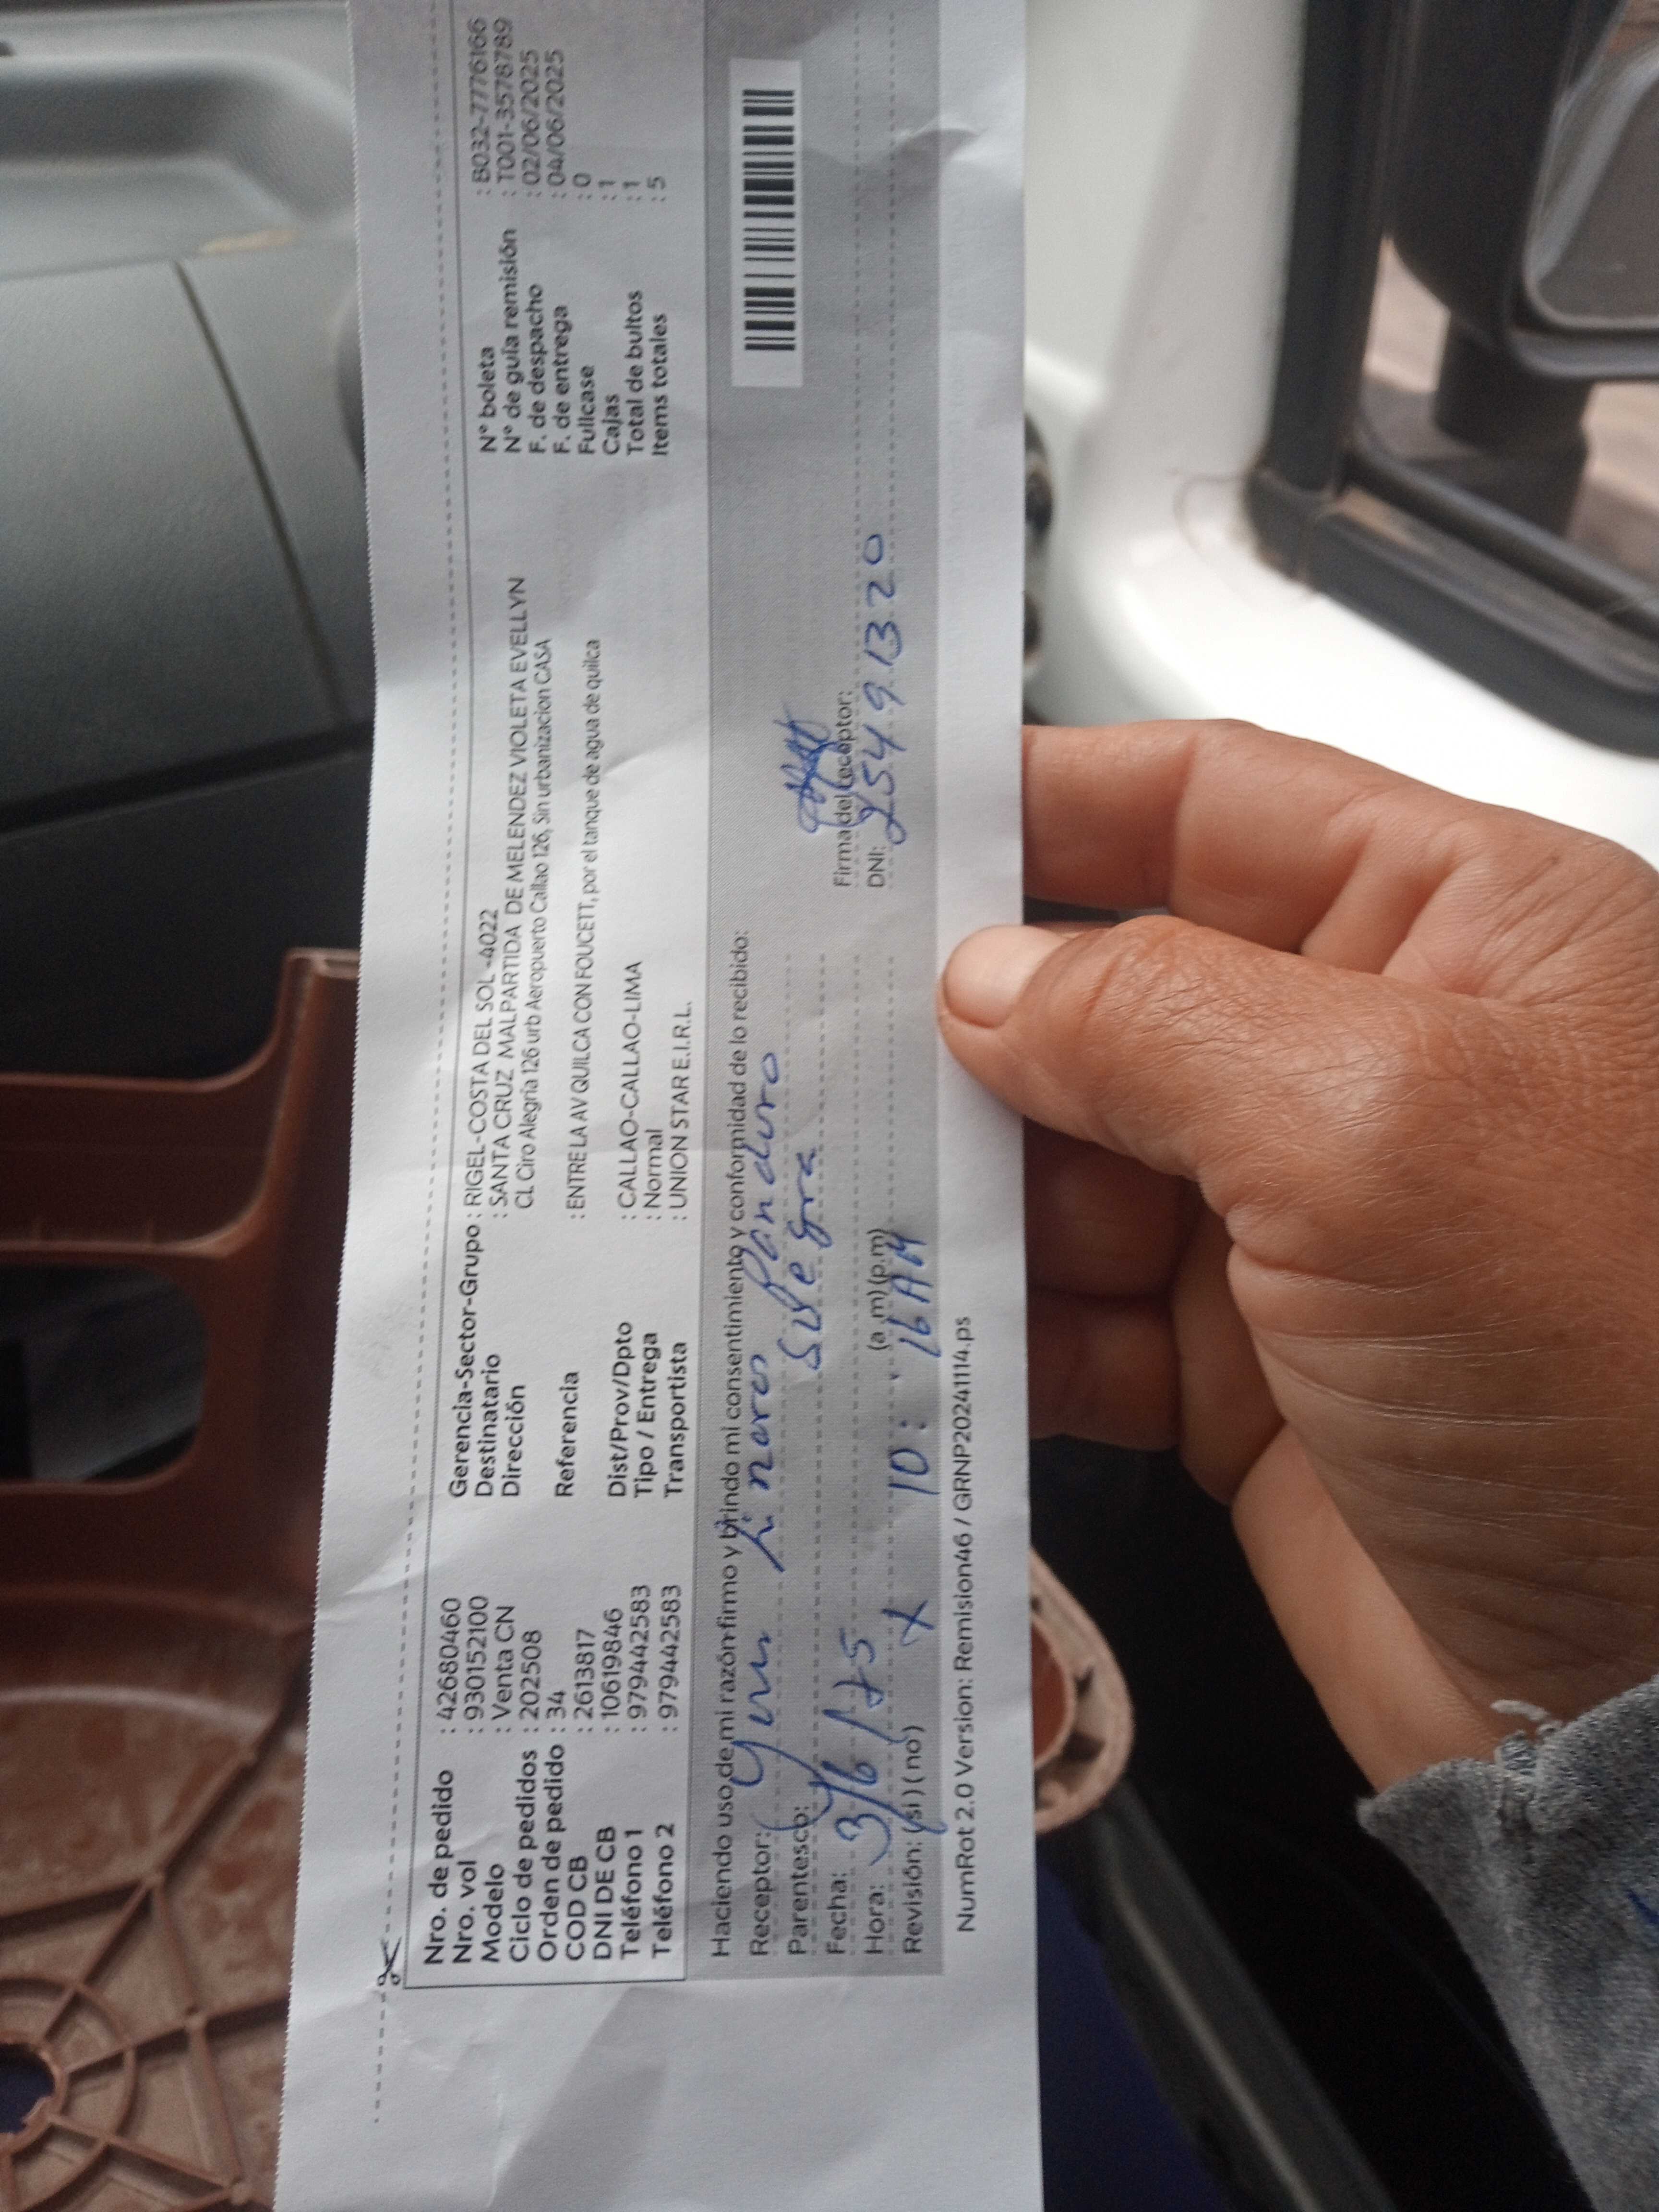 Nro. de pedido : 42680460
Nro. vol : 930152100
Modelo : Venta CN
Ciclo de pedidos : 202508
Orden de pedido : 34
COD CB : 2613817
DNI DE CB : 10619846
Teléfono 1 : 979442583
Teléfono 2 : 979442583
Gerencia-Sector-Grupo : RIGEL-COSTA DEL SOL -4022
Destinatario : SANTA CRUZ MALPARTIDA DE MELENDEZ VIOLETA EVELLYN
Dirección CL Ciro Alegría 126 urb Aeropuerto Callao 126, Sin urbanizacion CASA
Referencia : ENTRE LA AV QUILCA CON FOUCETT, por el tanque de agua de quilca
Dist/Prov/Dpto : CALLAO-CALLAO-LIMA
Tipo / Entrega : Normal
Transportista : UNION STAR E.I.R.L.
N° boleta : B032-7776166
N° de guía remisión : T001-3578789
F. de despacho : 02/06/2025
F. de entrega : 04/06/2025
Fullcase : 0
Cajas : 1
Total de bultos : 1
Items totales : 5
Haciendo uso de mi razón firmo y brindo mi consentimiento y conformidad de lo recibido:
Receptor: Linares Panduro
Parentesco: Suegra
Fecha: 3/6/25
Hora: 10:16 AM (a.m) (p.m)
Revisión: (si) (no) X
Firma del receptor:
DNI: 25491320
NumRot 2.0 Version: Remision46 / GRNP20241114.ps